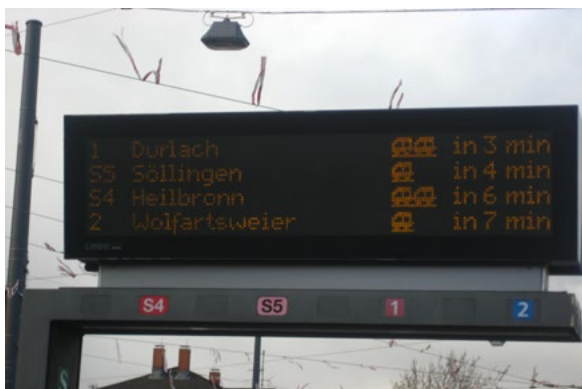 1 Durlach in 3 min
S5 Söllingen in 4 min
S4 Heilbronn in 6 min
2 Wolfartsweier in 7 min
S4 S5 1 2
S